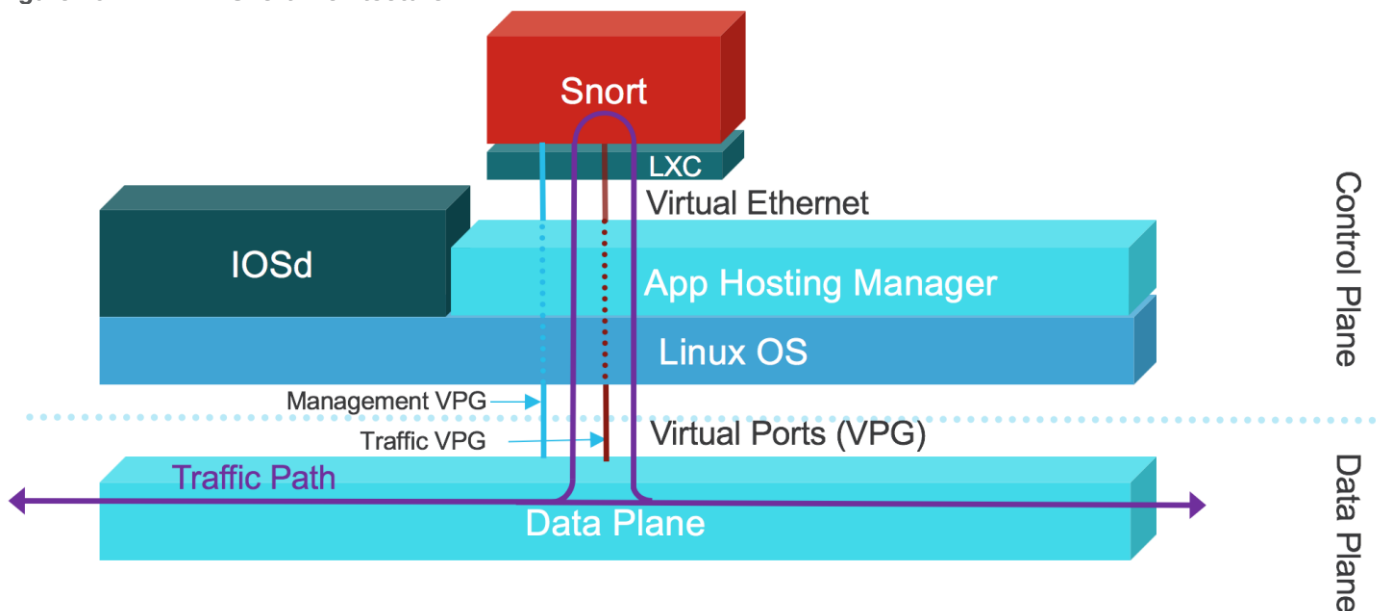 Snort
LXC
Virtual Ethernet
IOSd
App Hosting Manager
Linux OS
Management VPG
Traffic VPG
Virtual Ports (VPG)
Traffic Path
Data Plane
Control Plane
Data Plane